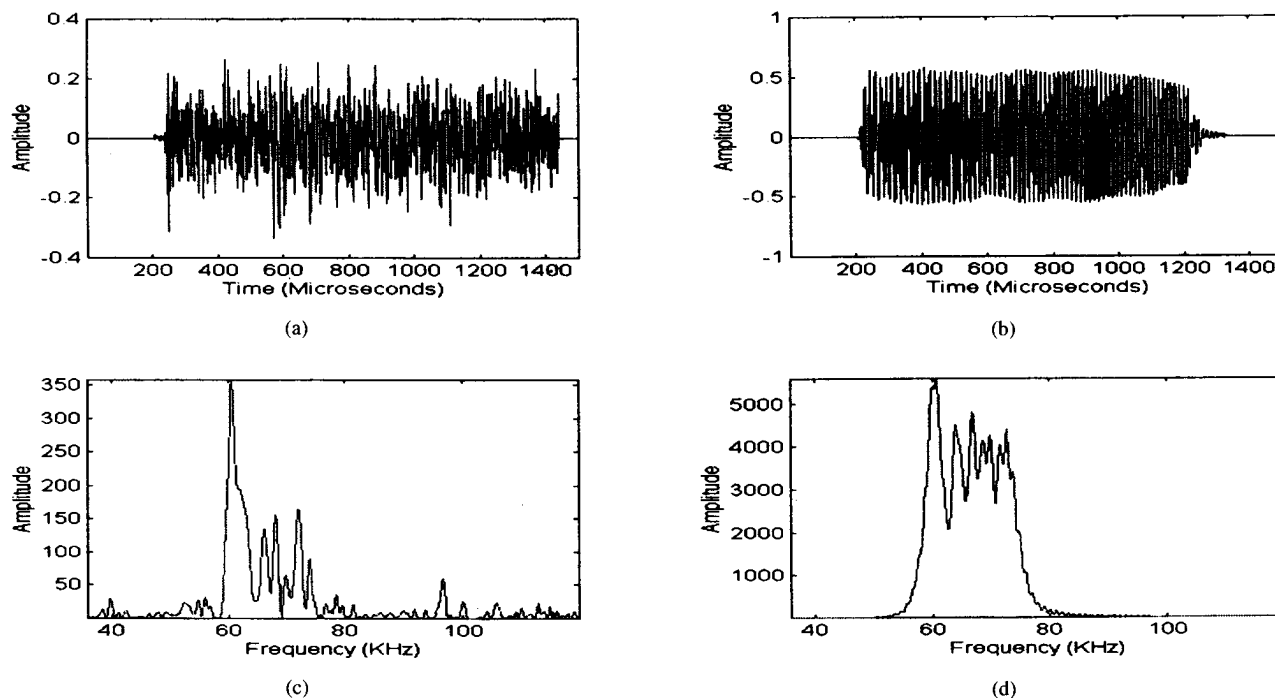 0.4
0.2
0
-0.2
-0.4
Amplitude
200 400 600 800 1000 1200 1400
Time (Microseconds)
(a)
1
0.5
0
-0.5
-1
Amplitude
200 400 600 800 1000 1200 1400
Time (Microseconds)
(b)
350
300
250
200
150
100
50
Amplitude
40 60 80 100
Frequency (KHz)
(c)
5000
4000
3000
2000
1000
Amplitude
40 60 80 100
Frequency (KHz)
(d)